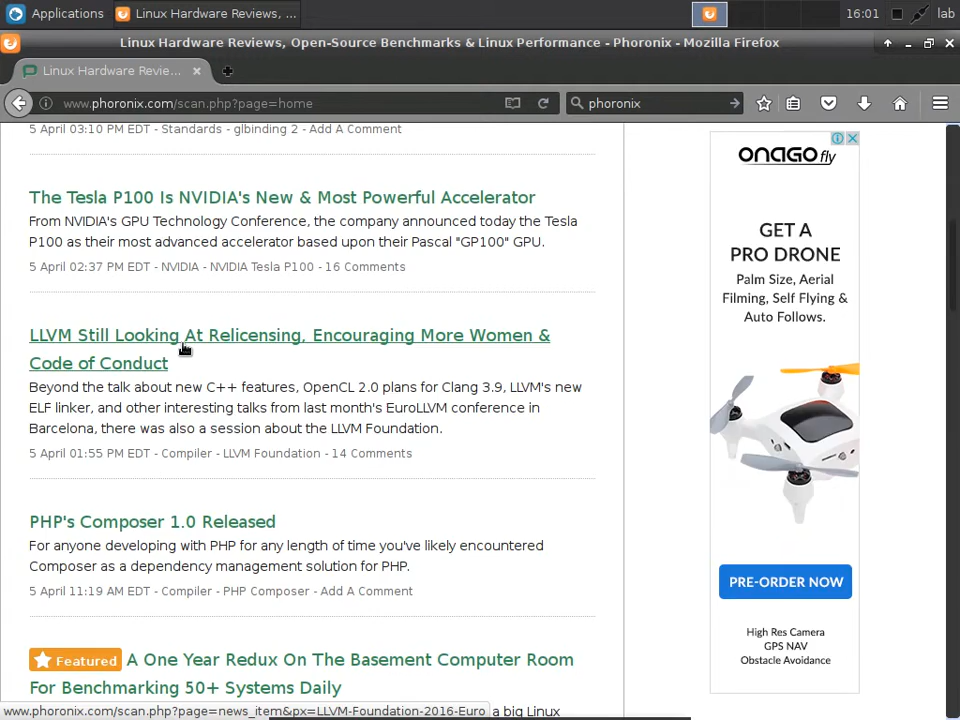 Applications
Linux Hardware Reviews, ...
16:01
lab
Linux Hardware Reviews, Open-Source Benchmarks & Linux Performance - Phoronix - Mozilla Firefox
Linux Hardware Revie...
www.phoronix.com/scan.php?page=home
phoronix
5 April 03:10 PM EDT - Standards - glbinding 2 - Add A Comment
The Tesla P100 Is NVIDIA's New & Most Powerful Accelerator
From NVIDIA's GPU Technology Conference, the company announced today the Tesla
P100 as their most advanced accelerator based upon their Pascal "GP100" GPU.
5 April 02:37 PM EDT - NVIDIA - NVIDIA Tesla P100 - 16 Comments
LLVM Still Looking At Relicensing, Encouraging More Women &
Code of Conduct
Beyond the talk about new C++ features, OpenCL 2.0 plans for Clang 3.9, LLVM's new
ELF linker, and other interesting talks from last month's EuroLLVM conference in
Barcelona, there was also a session about the LLVM Foundation.
5 April 01:55 PM EDT - Compiler - LLVM Foundation - 14 Comments
PHP's Composer 1.0 Released
For anyone developing with PHP for any length of time you've likely encountered
Composer as a dependency management solution for PHP.
5 April 11:19 AM EDT - Compiler - PHP Composer - Add A Comment
Featured A One Year Redux On The Basement Computer Room
For Benchmarking 50+ Systems Daily
a big Linux
www.phoronix.com/scan.php?page=news_item&px=LLVM-Foundation-2016-Euro
ONAGOfly
GET A
PRO DRONE
Palm Size, Aerial
Filming, Self Flying &
Auto Follows.
PRE-ORDER NOW
High Res Camera
GPS NAV
Obstacle Avoidance